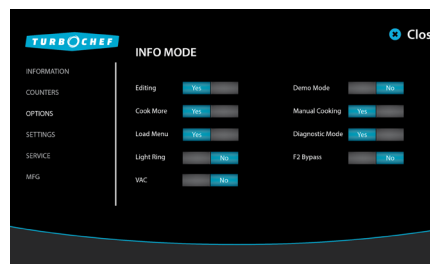 TURBOCHEF
Clos
INFO MODE
INFORMATION
COUNTERS
OPTIONS
SETTINGS
SERVICE
MFG
Editing Yes
Cook More Yes
Load Menu Yes
Light Ring No
VAC No
Demo Mode No
Manual Cooking Yes
Diagnostic Mode Yes
F2 Bypass No